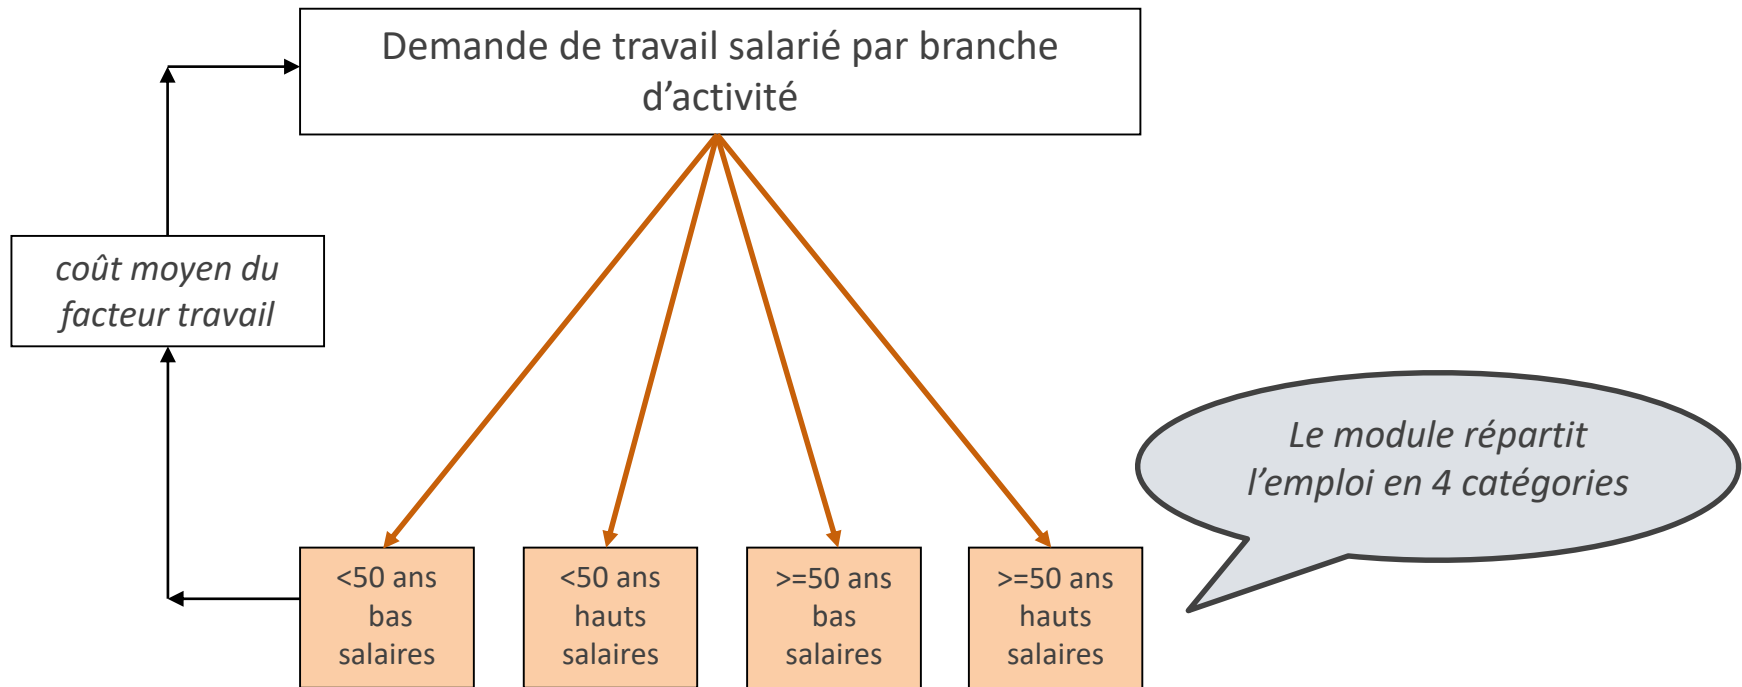 Demande de travail salarié par branche
d’activité
coût moyen du
facteur travail
Le module répartit
l’emploi en 4 catégories
<50 ans
bas
salaires
<50 ans
hauts
salaires
>=50 ans
bas
salaires
>=50 ans
hauts
salaires